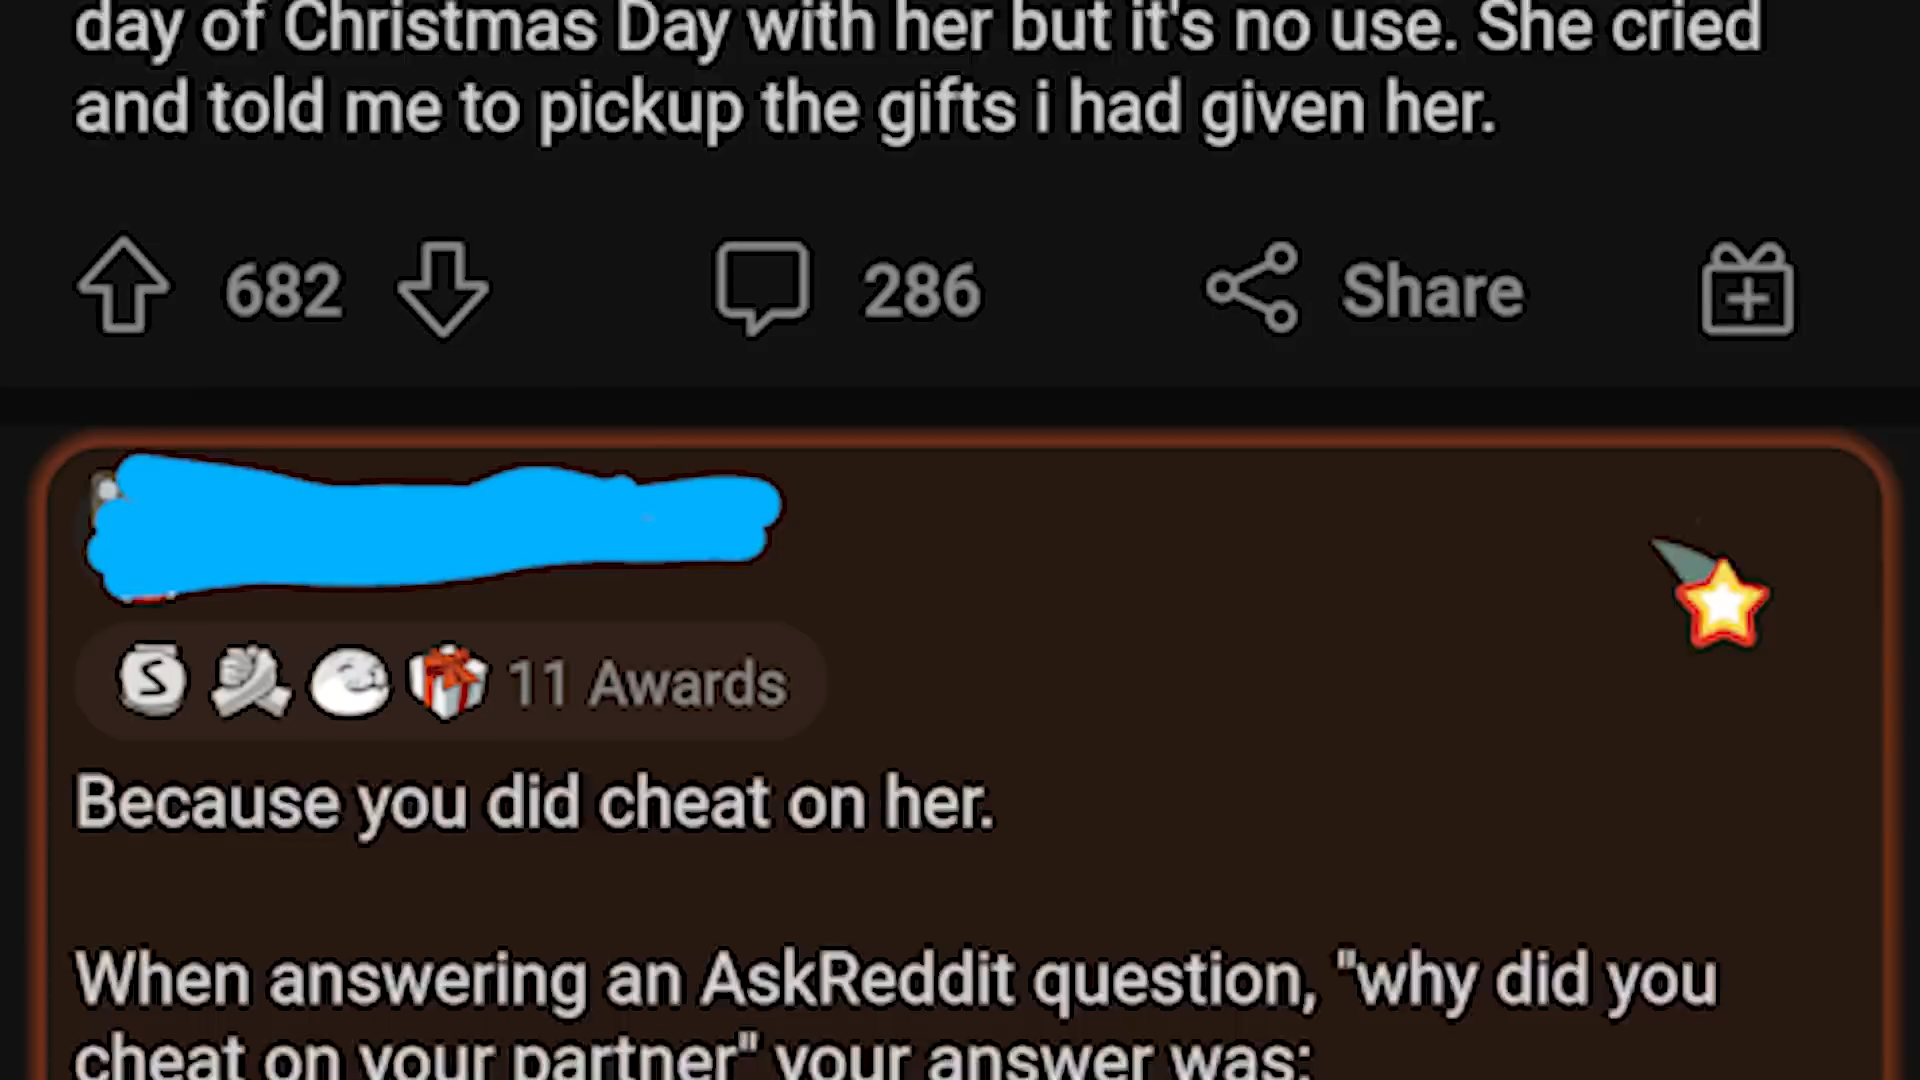 day of Christmas Day with her but it's no use. She cried
and told me to pickup the gifts i had given her.
682 286 Share
S 11 Awards
Because you did cheat on her.
When answering an AskReddit question, "why did you
cheat on your partner" your answer was: